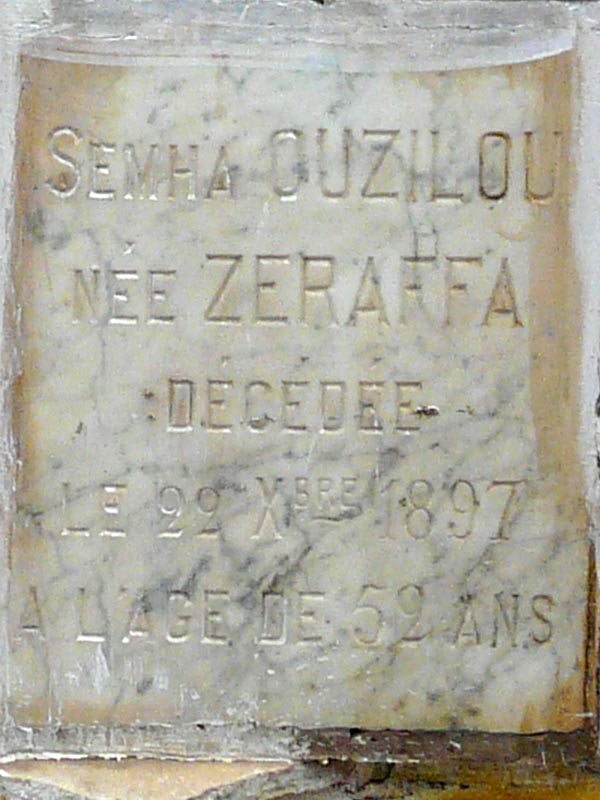 SEMHA OUZILOU
NÉE ZERAFFA
DÉCÉDÉE
LE 22 XBRE 1897
A L'AGE DE 52 ANS